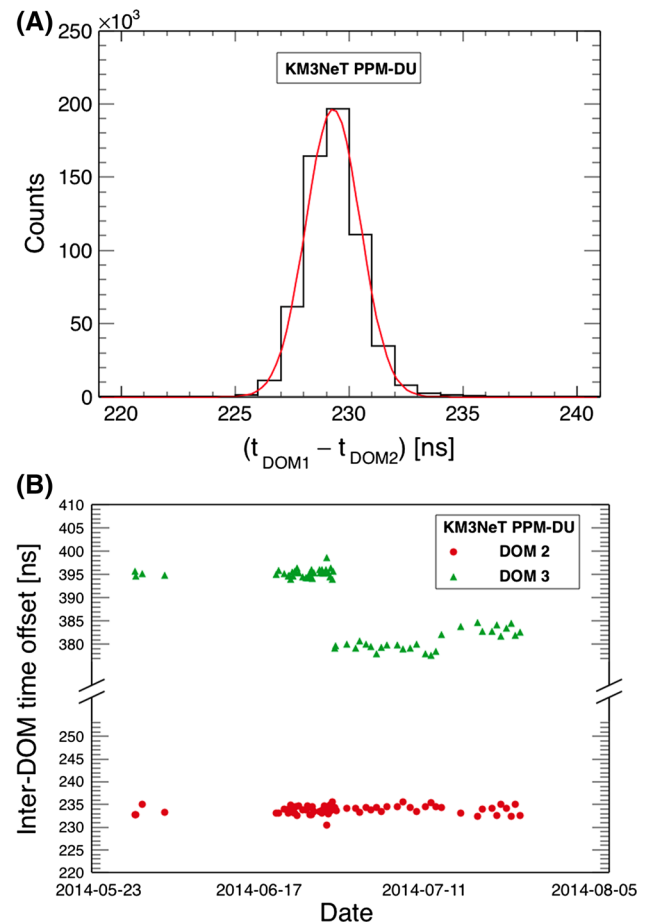 (A)
×10³
250
KM3NeT PPM-DU
200
150
100
50
0
Counts
220 225 230 235 240
(t DOM1 − t DOM2) [ns]
(B)
410
405
400
395
390
385
380
250
245
240
235
230
225
220
Inter-DOM time offset [ns]
KM3NeT PPM-DU
DOM 2
DOM 3
2014-05-23 2014-06-17 2014-07-11 2014-08-05
Date